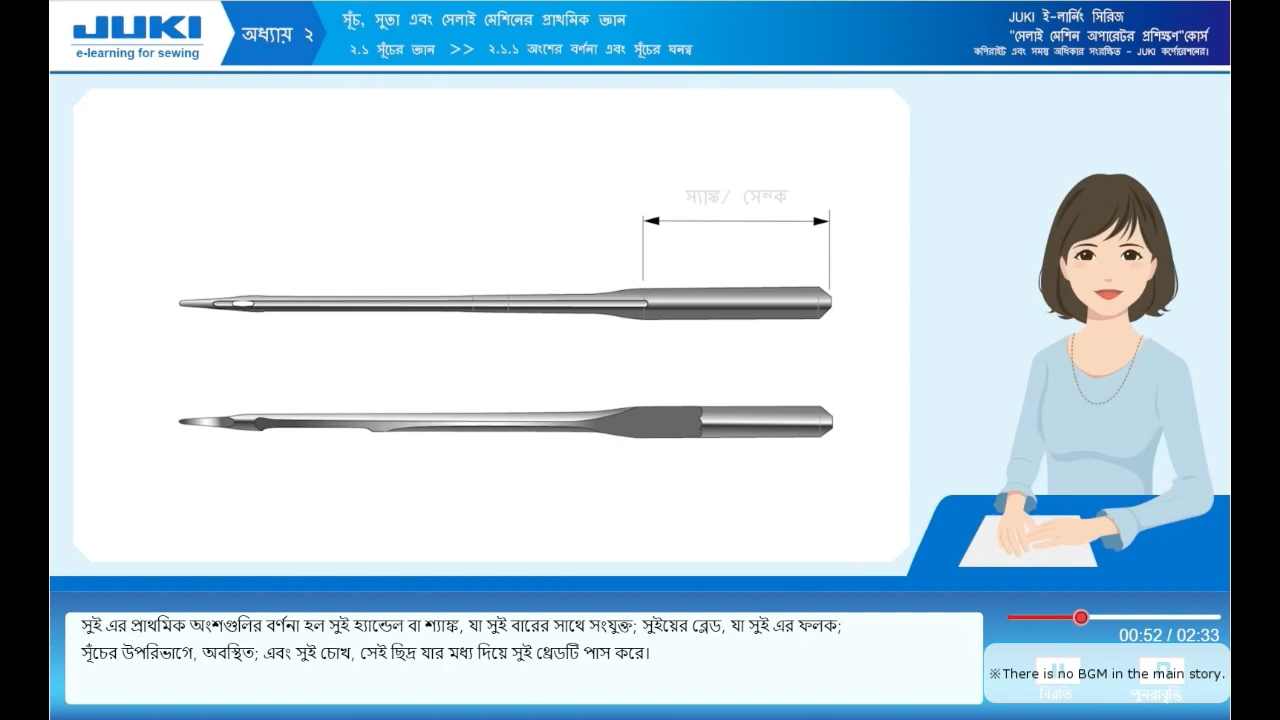 JUKI
e-learning for sewing
অধ্যায় ২
সূঁচ, সূতা এবং সেলাই মেশিনের প্রাথমিক জ্ঞান
২.১ সূঁচের জ্ঞান >> ২.১.১ অংশের বর্ণনা এবং সূঁচের ঘনত্ব
JUKI ই-লার্নিং সিরিজ
"সেলাই মেশিন অপারেটর প্রশিক্ষণ"কোর্স
কপিরাইট এবং সমস্ত অধিকার সংরক্ষিত - JUKI কর্পোরেশনের।
স্যাঙ্ক/ সেন্ক
সুই এর প্রাথমিক অংশগুলির বর্ণনা হল সুই হ্যান্ডেল বা শ্যাঙ্ক, যা সুই বারের সাথে সংযুক্ত; সুইয়ের ব্লেড, যা সুই এর ফলক;
সূঁচের উপরিভাগে, অবস্থিত; এবং সুই চোখ, সেই ছিদ্র যার মধ্য দিয়ে সুই থ্রেডটি পাস করে।
00:52 / 02:33
※There is no BGM in the main story.
বিরতি
পুনরাবৃত্তি